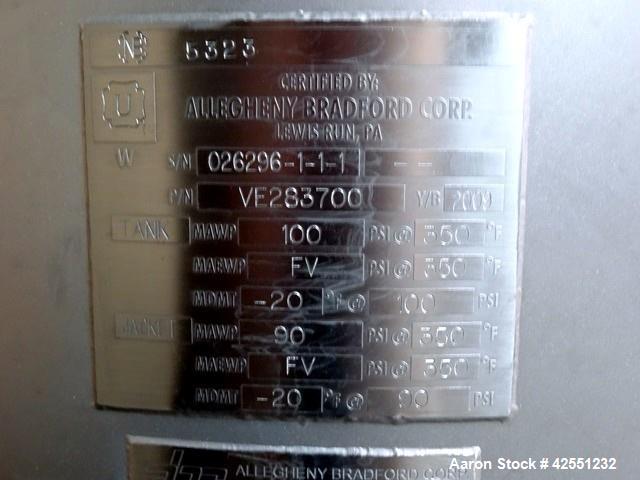 NB 5323
U
CERTIFIED BY:
ALLEGHENY BRADFORD CORP.
LEWIS RUN, PA
W
S/N 026296-1-1-1 --
P/N VE283700 Y/B 2009
TANK MAWP 100 PSI @ 350 °F
MAEWP FV PSI @ 350 °F
MDMT -20 °F @ 100 PSI
JACKET MAWP 90 PSI @ 350 °F
MAEWP FV PSI @ 350 °F
MDMT -20 °F @ 90 PSI
ALLEGHENY BRADFORD CORP.
Aaron Stock # 42551232